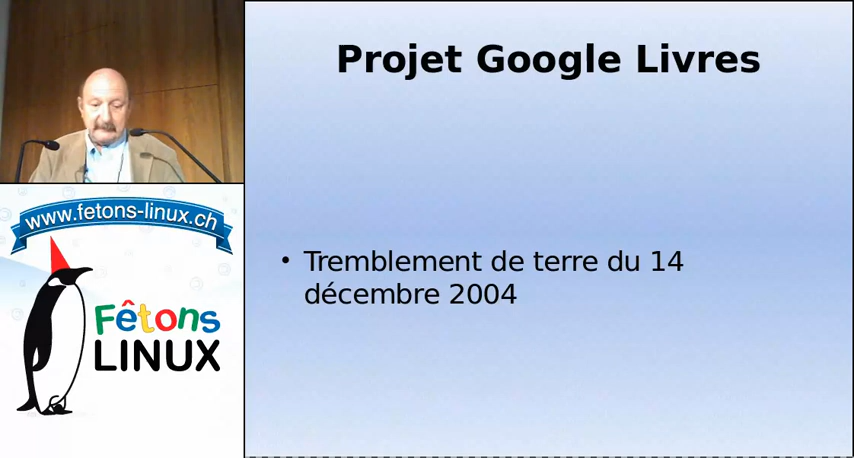 Projet Google Livres
www.fetons-linux.ch
Fêtons
LINUX
• Tremblement de terre du 14
décembre 2004